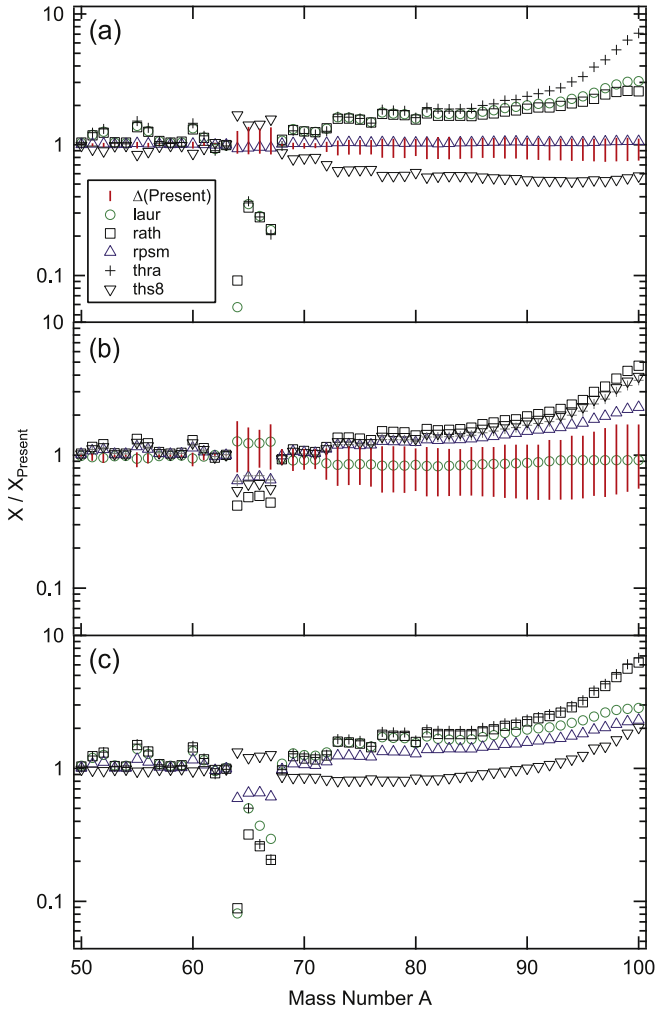 10
(a)
1
0.1
Δ(Present)
laur
rath
rpsm
thra
ths8
10
(b)
1
X / XPresent
0.1
10
(c)
1
0.1
50
60
70
80
90
100
Mass Number A